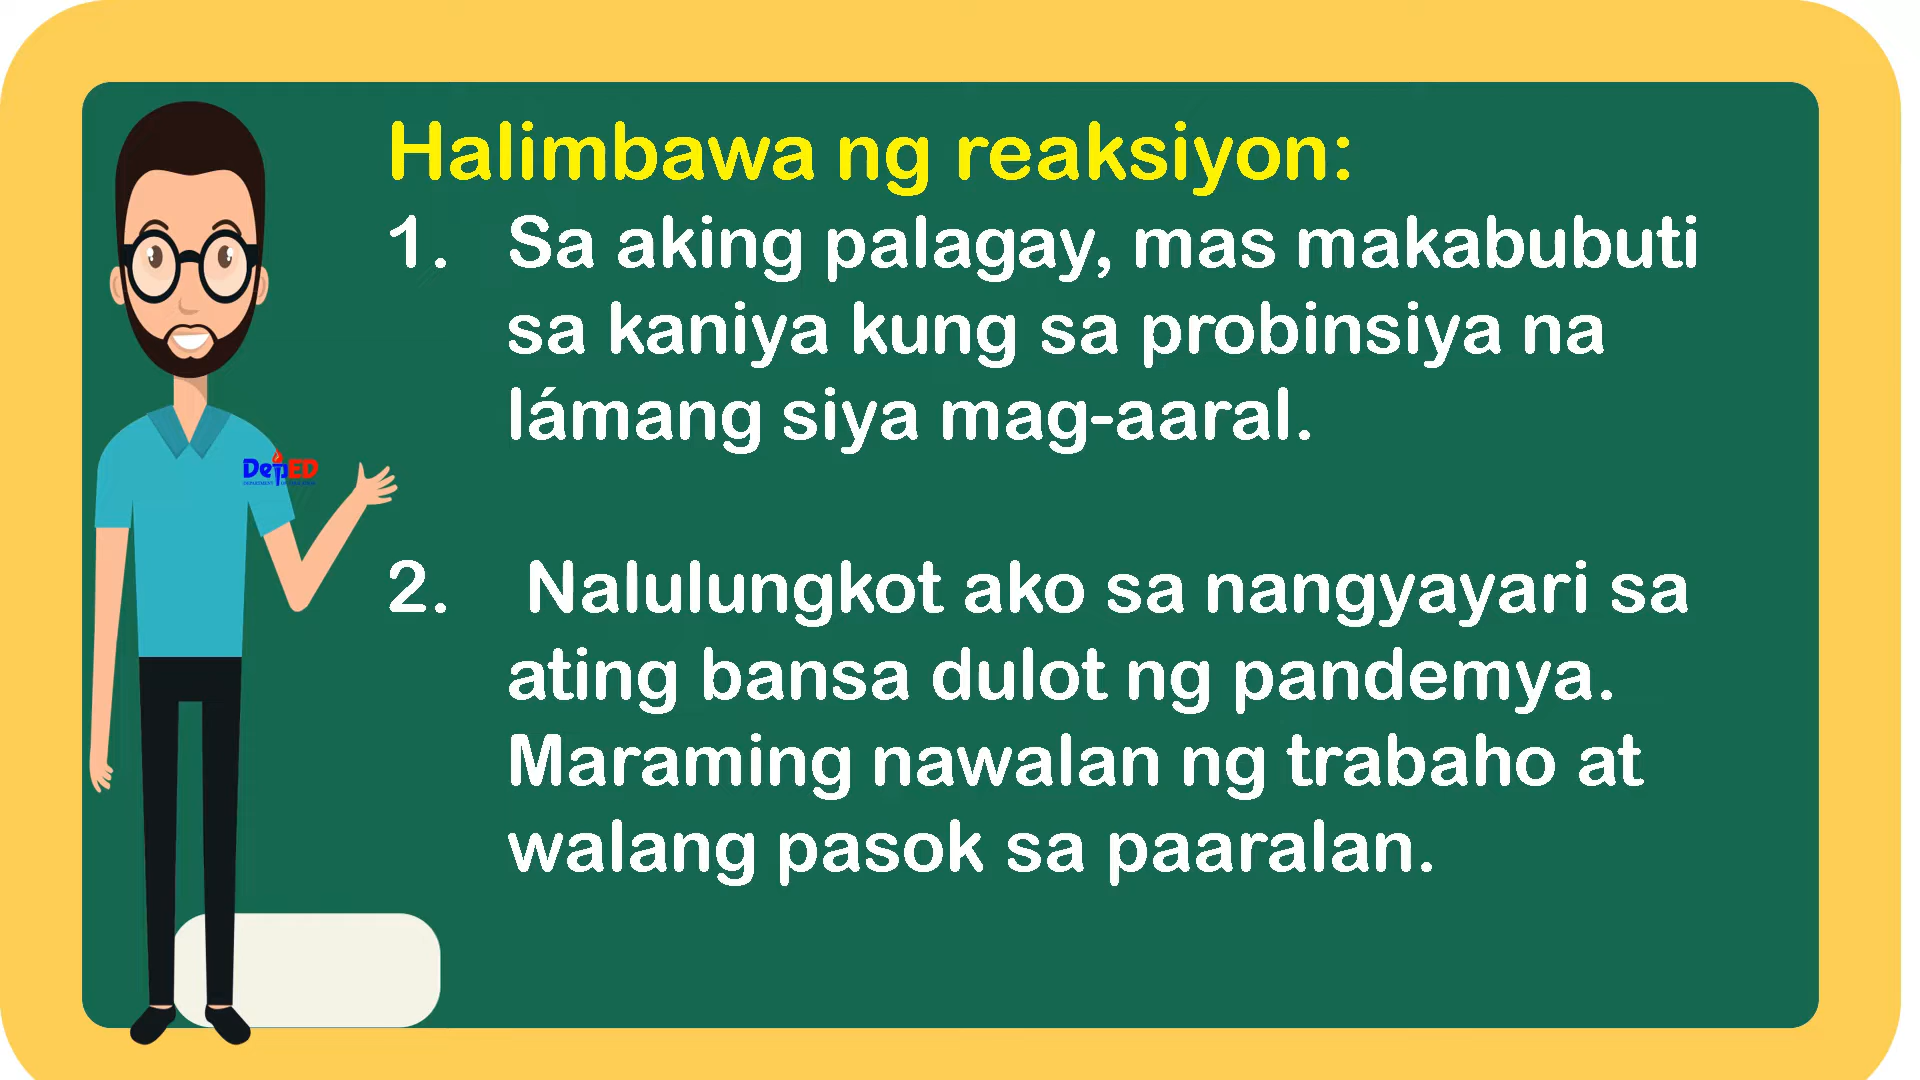 Halimbawa ng reaksiyon:
1. Sa aking palagay, mas makabubuti
sa kaniya kung sa probinsiya na
lámang siya mag-aaral.
2. Nalulungkot ako sa nangyayari sa
ating bansa dulot ng pandemya.
Maraming nawalan ng trabaho at
walang pasok sa paaralan.
DepED